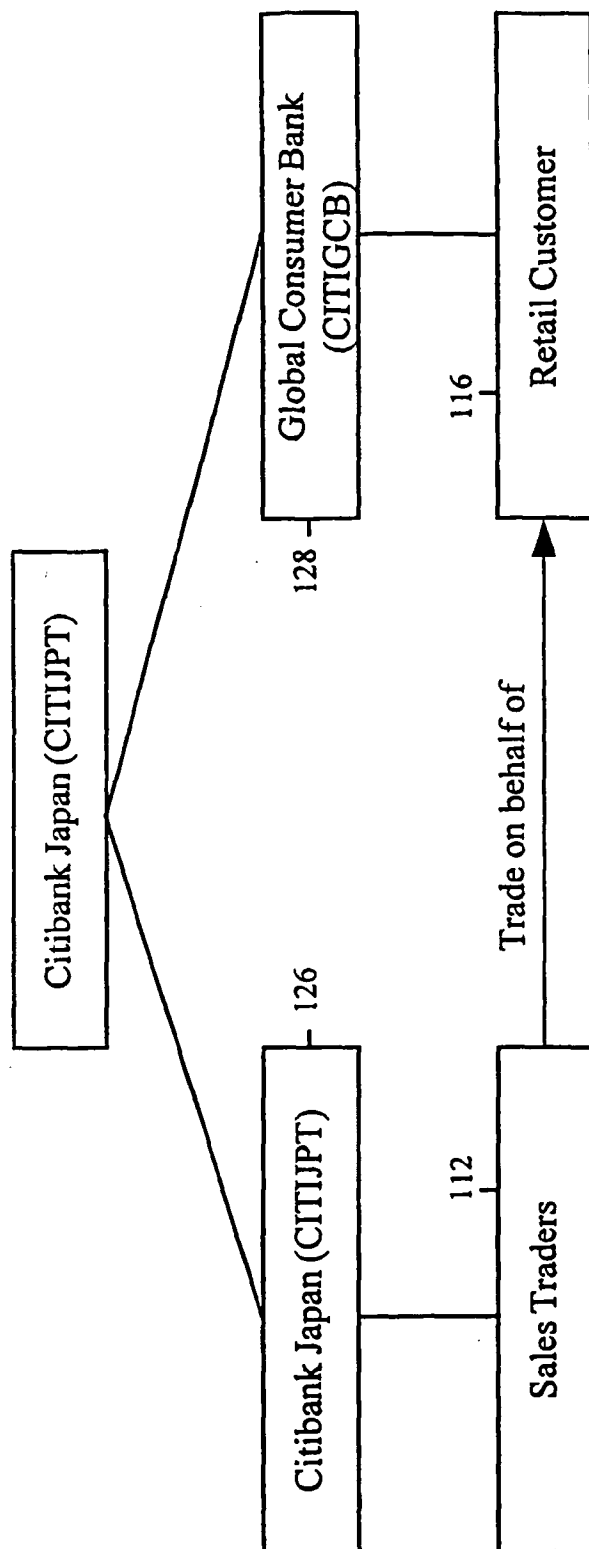 Citibank Japan (CITIJPT)
Citibank Japan (CITIJPT)
126
128
Global Consumer Bank
(CITIGCB)
112
116
Sales Traders
Trade on behalf of
Retail Customer